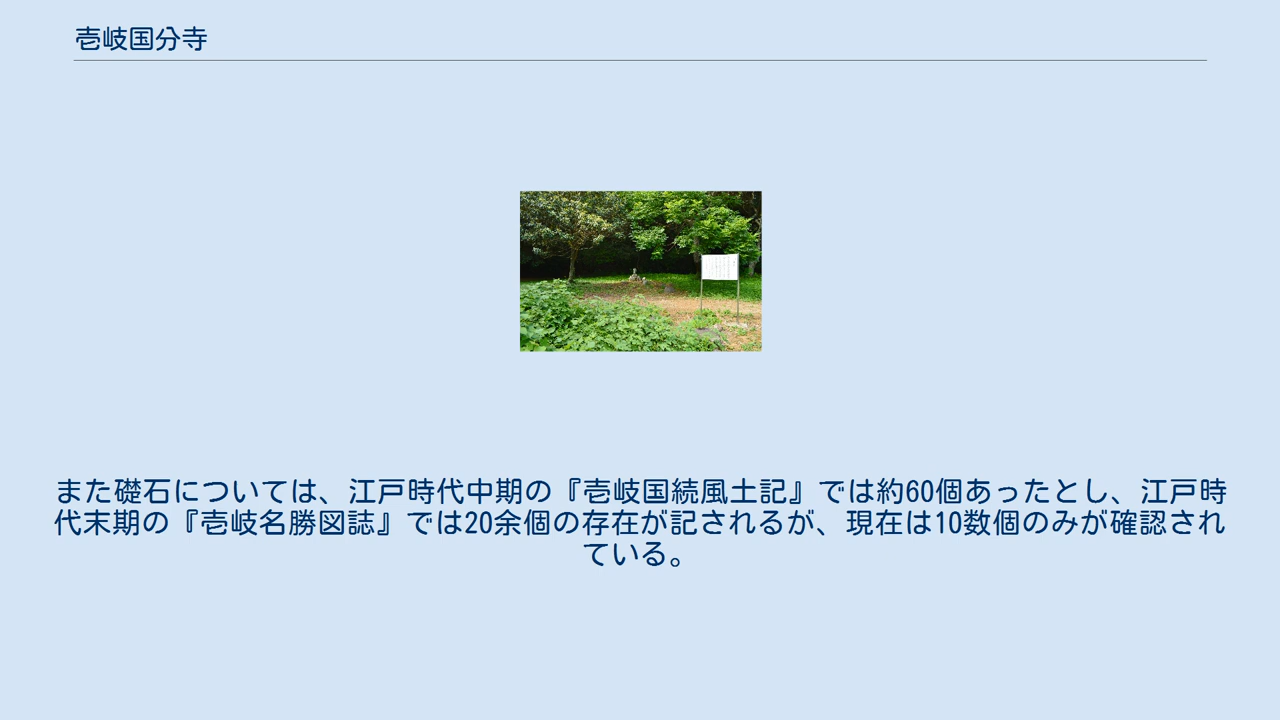 壱岐国分寺
また礎石については、江戸時代中期の『壱岐国続風土記』では約60個あったとし、江戸時
代末期の『壱岐名勝図誌』では20余個の存在が記されるが、現在は10数個のみが確認され
ている。